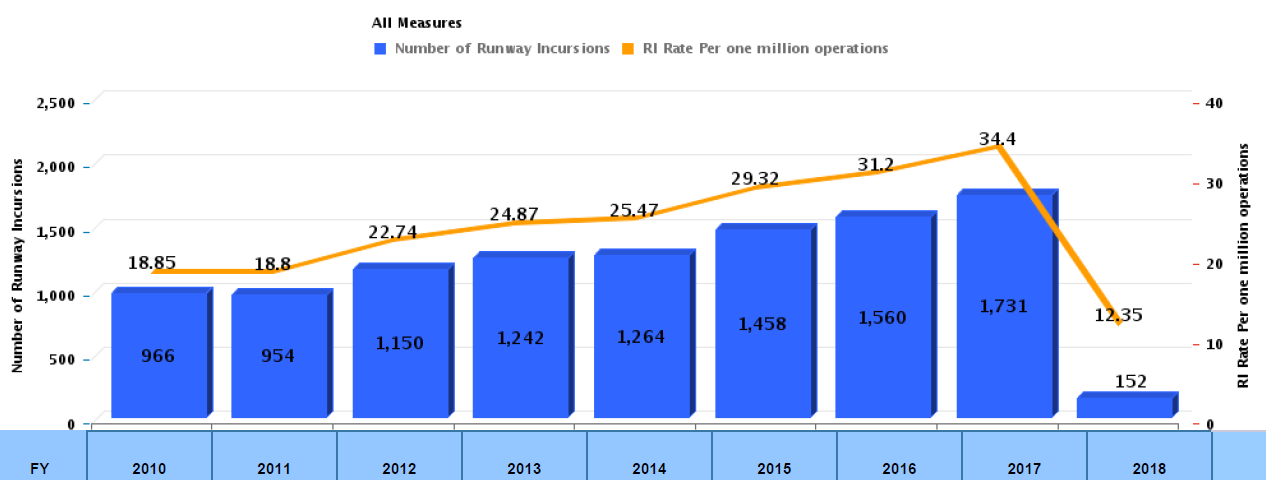 All Measures
Number of Runway Incursions RI Rate Per one million operations
2,500
2,000
1,500
1,000
500
0
Number of Runway Incursions
40
30
20
10
0
RI Rate Per one million operations
18.85 18.8 22.74 24.87 25.47 29.32 31.2 34.4 12.35
966 954 1,150 1,242 1,264 1,458 1,560 1,731 152
FY 2010 2011 2012 2013 2014 2015 2016 2017 2018